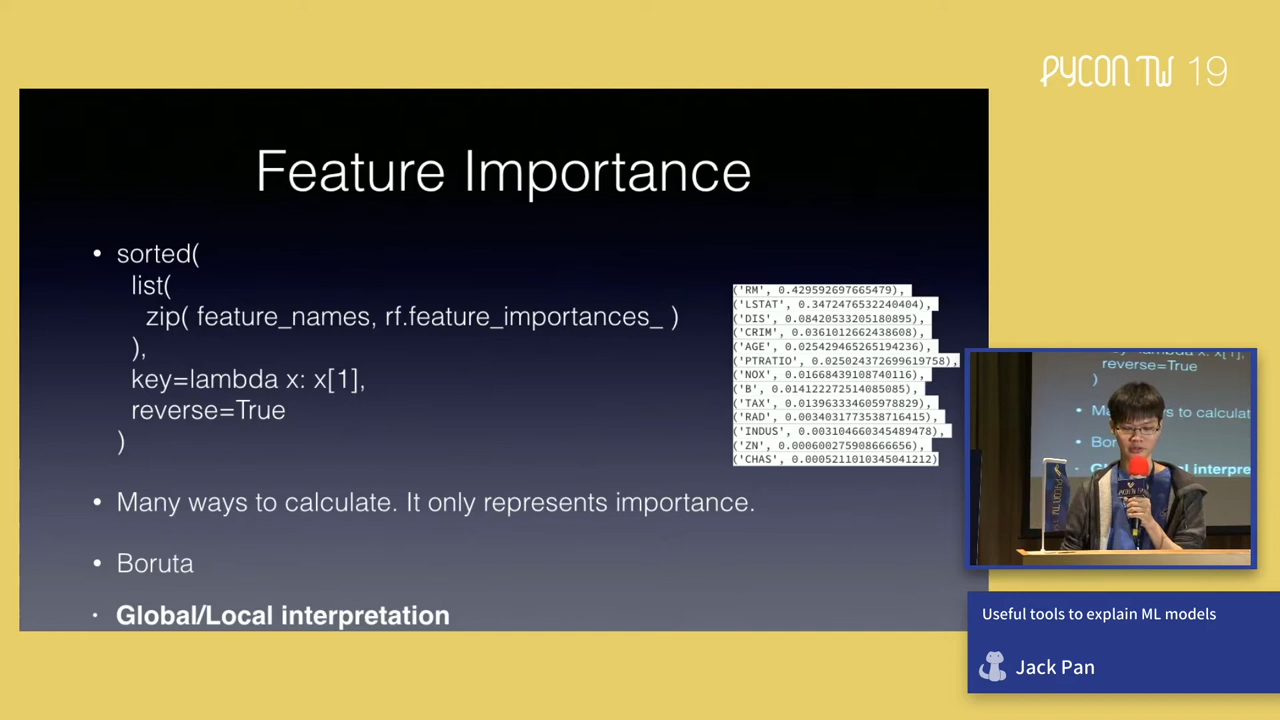 PYCON TW 19
Feature Importance
• sorted(
list(
zip( feature_names, rf.feature_importances_ )
),
key=lambda x: x[1],
reverse=True
)
('RM', 0.429592697665479),
('LSTAT', 0.3472476532240404),
('DIS', 0.08420533205180895),
('CRIM', 0.0361012662438608),
('AGE', 0.025429465265194236),
('PTRATIO', 0.025024372699619758),
('NOX', 0.01668439108740116),
('B', 0.014122272514085085),
('TAX', 0.013963334605978829),
('RAD', 0.0034031773538716415),
('INDUS', 0.003104660345489478),
('ZN', 0.000600275908666656),
('CHAS', 0.0005211010345041212)
• Many ways to calculate. It only represents importance.
• Boruta
• Global/Local interpretation
reverse=True
)
Useful tools to explain ML models
Jack Pan